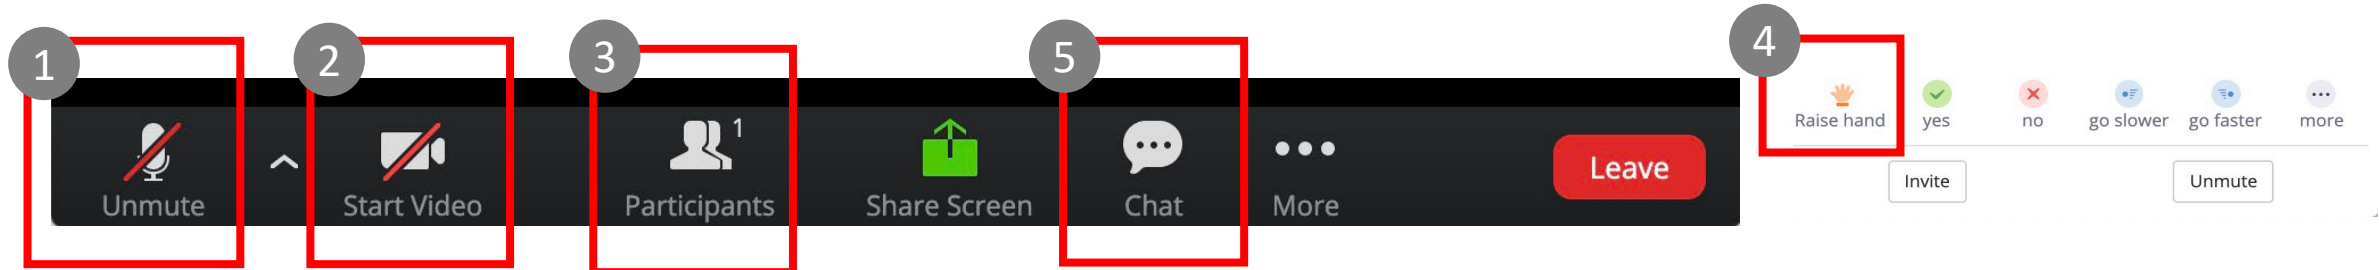 1
2
3
5
4
1
Unmute
Start Video
Participants
Share Screen
Chat
More
Leave
Raise hand
yes
no
go slower
go faster
more
Invite
Unmute